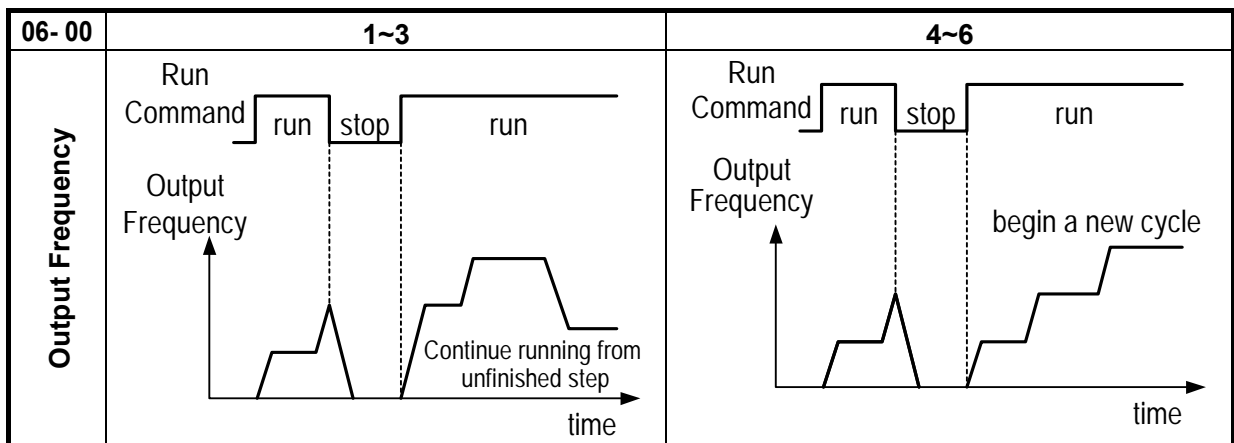 06- 00
1~3
4~6
Output Frequency
Run
Command
run
stop
run
Output
Frequency
Continue running from
unfinished step
time
Run
Command
run
stop
run
Output
Frequency
begin a new cycle
time